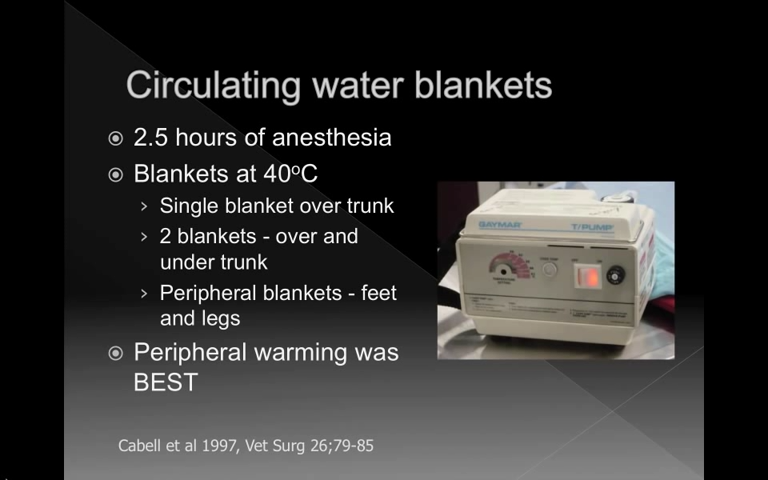 Circulating water blankets
2.5 hours of anesthesia
Blankets at 40°C
Single blanket over trunk
2 blankets - over and
under trunk
Peripheral blankets - feet
and legs
Peripheral warming was
BEST
GAYMAR T/PUMP
Cabell et al 1997, Vet Surg 26;79-85